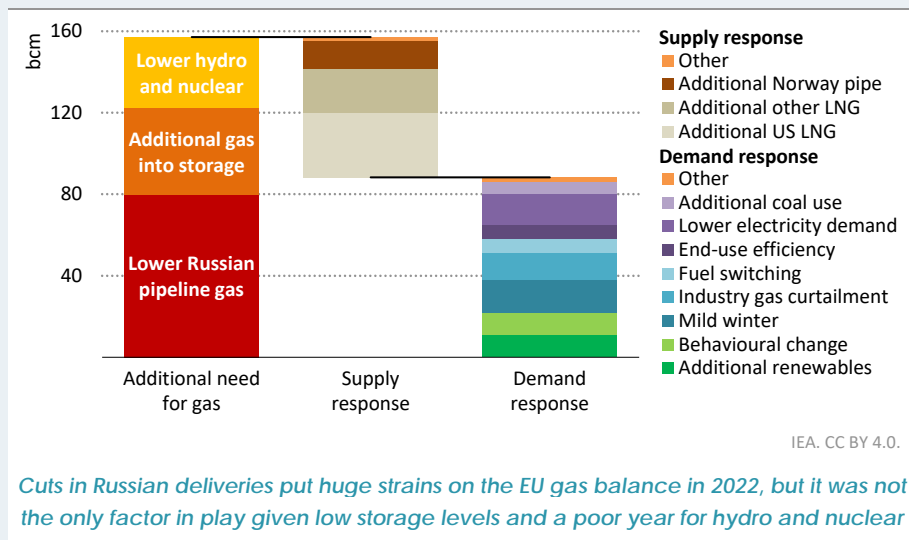 160
bcm
120
80
40
Lower hydro
and nuclear
Additional gas
into storage
Lower Russian
pipeline gas
Additional need
for gas
Supply
response
Demand
response
Supply response
Other
Additional Norway pipe
Additional other LNG
Additional US LNG
Demand response
Other
Additional coal use
Lower electricity demand
End-use efficiency
Fuel switching
Industry gas curtailment
Mild winter
Behavioural change
Additional renewables
IEA. CC BY 4.0.
Cuts in Russian deliveries put huge strains on the EU gas balance in 2022, but it was not
the only factor in play given low storage levels and a poor year for hydro and nuclear